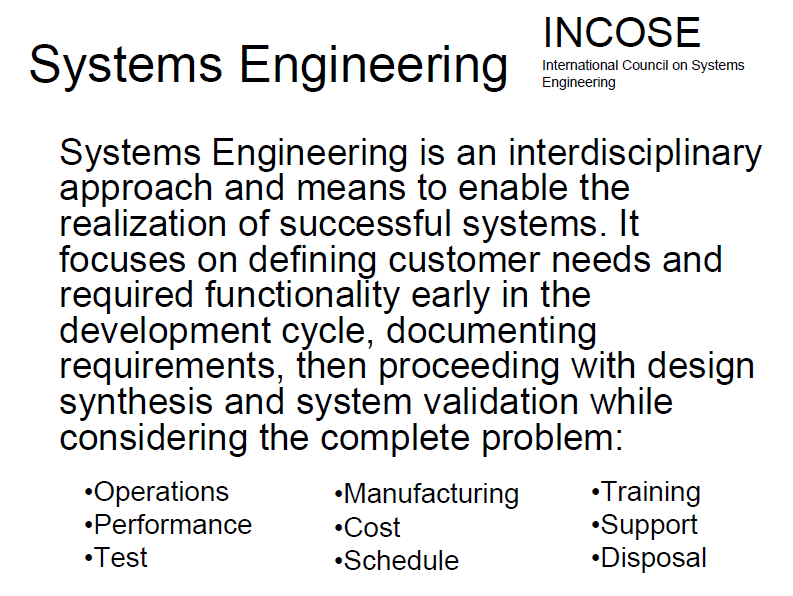 Systems Engineering
INCOSE
International Council on Systems
Engineering
Systems Engineering is an interdisciplinary
approach and means to enable the
realization of successful systems. It
focuses on defining customer needs and
required functionality early in the
development cycle, documenting
requirements, then proceeding with design
synthesis and system validation while
considering the complete problem:
•Operations
•Performance
•Test
•Manufacturing
•Cost
•Schedule
•Training
•Support
•Disposal